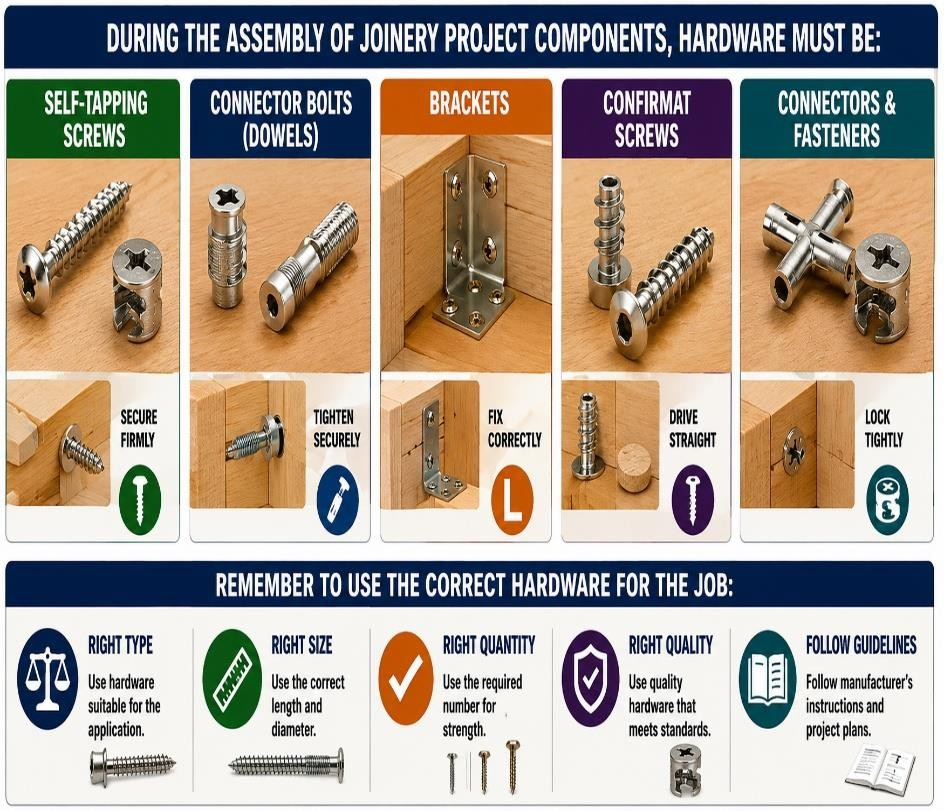 DURING THE ASSEMBLY OF JOINERY PROJECT COMPONENTS, HARDWARE MUST BE:
SELF-TAPPING
SCREWS
SECURE
FIRMLY
CONNECTOR BOLTS
(DOWELS)
TIGHTEN
SECURELY
BRACKETS
FIX
CORRECTLY
L
CONFIRMAT
SCREWS
DRIVE
STRAIGHT
CONNECTORS &
FASTENERS
LOCK
TIGHTLY
REMEMBER TO USE THE CORRECT HARDWARE FOR THE JOB:
RIGHT TYPE
Use hardware
suitable for the
application.
RIGHT SIZE
Use the correct
length and
diameter.
RIGHT QUANTITY
Use the required
number for
strength.
RIGHT QUALITY
Use quality
hardware that
meets standards.
FOLLOW GUIDELINES
Follow manufacturer's
instructions and
project plans.